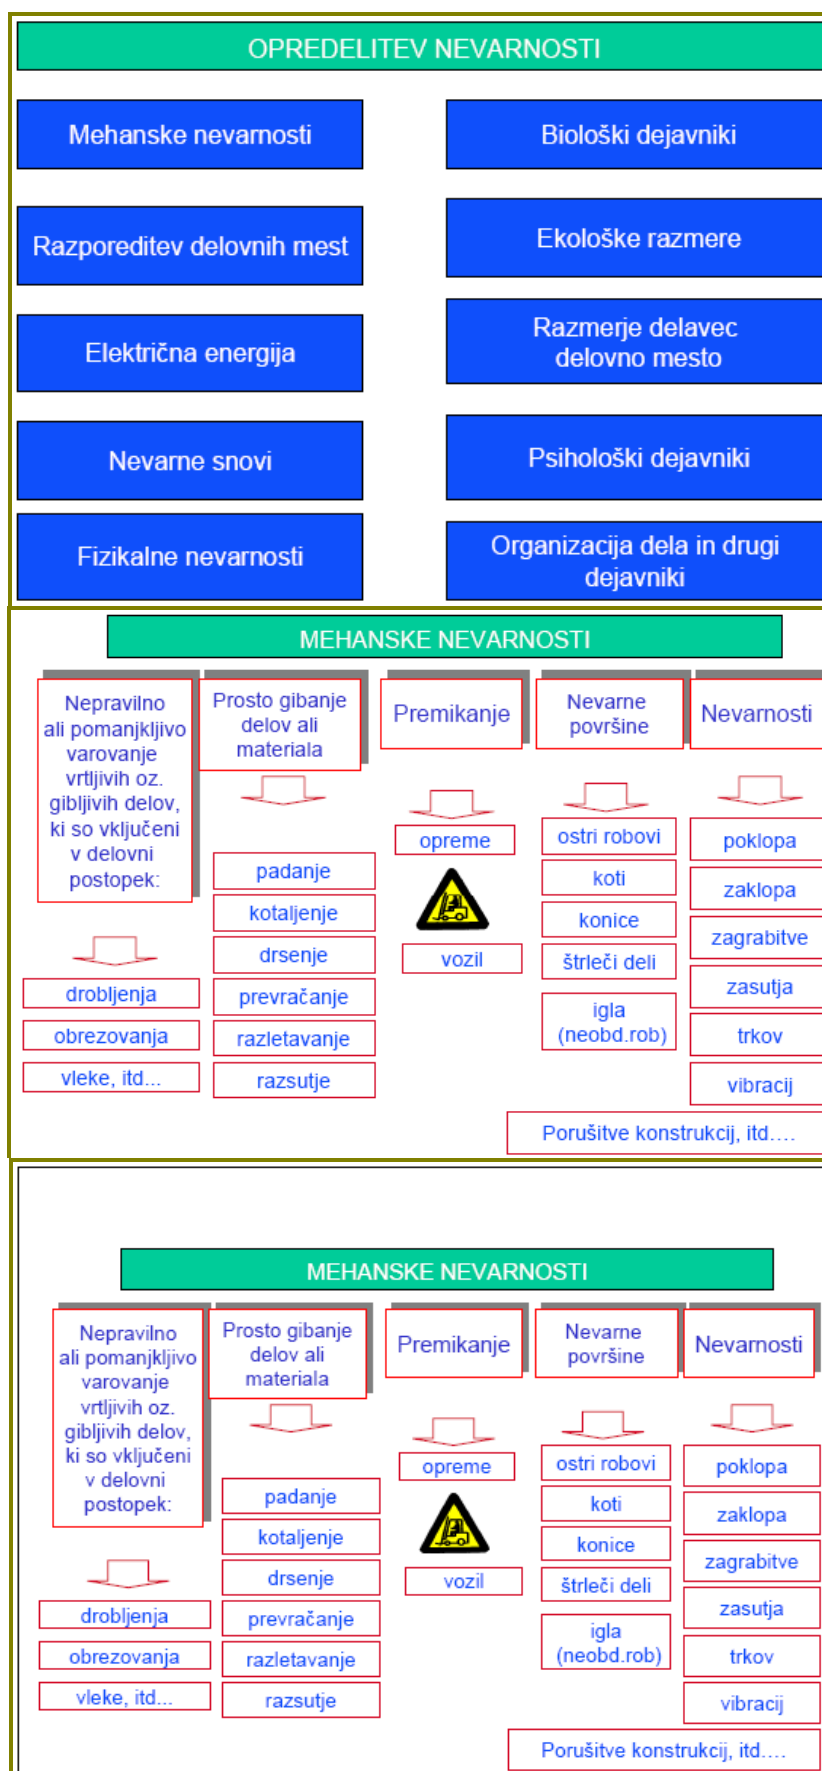 OPREDELITEV NEVARNOSTI
Mehanske nevarnosti
Biološki dejavniki
Razporeditev delovnih mest
Ekološke razmere
Električna energija
Razmerje delavec
delovno mesto
Nevarne snovi
Psihološki dejavniki
Fizikalne nevarnosti
Organizacija dela in drugi
dejavniki
MEHANSKE NEVARNOSTI
Nepravilno
ali pomanjkljivo
varovanje
vrtljivih oz.
gibljivih delov,
ki so vključeni
v delovni
postopek:
drobljenja
obrezovanja
vleke, itd...
Prosto gibanje
delov ali
materiala
padanje
kotaljenje
drsenje
prevračanje
razletavanje
razsutje
Premikanje
opreme
vozil
Nevarne
površine
ostri robovi
koti
konice
štrleči deli
igla
(neobd.rob)
Nevarnosti
poklopa
zaklopa
zagrabitve
zasutja
trkov
vibracij
Porušitve konstrukcij, itd....
MEHANSKE NEVARNOSTI
Nepravilno
ali pomanjkljivo
varovanje
vrtljivih oz.
gibljivih delov,
ki so vključeni
v delovni
postopek:
drobljenja
obrezovanja
vleke, itd...
Prosto gibanje
delov ali
materiala
padanje
kotaljenje
drsenje
prevračanje
razletavanje
razsutje
Premikanje
opreme
vozil
Nevarne
površine
ostri robovi
koti
konice
štrleči deli
igla
(neobd.rob)
Nevarnosti
poklopa
zaklopa
zagrabitve
zasutja
trkov
vibracij
Porušitve konstrukcij, itd....